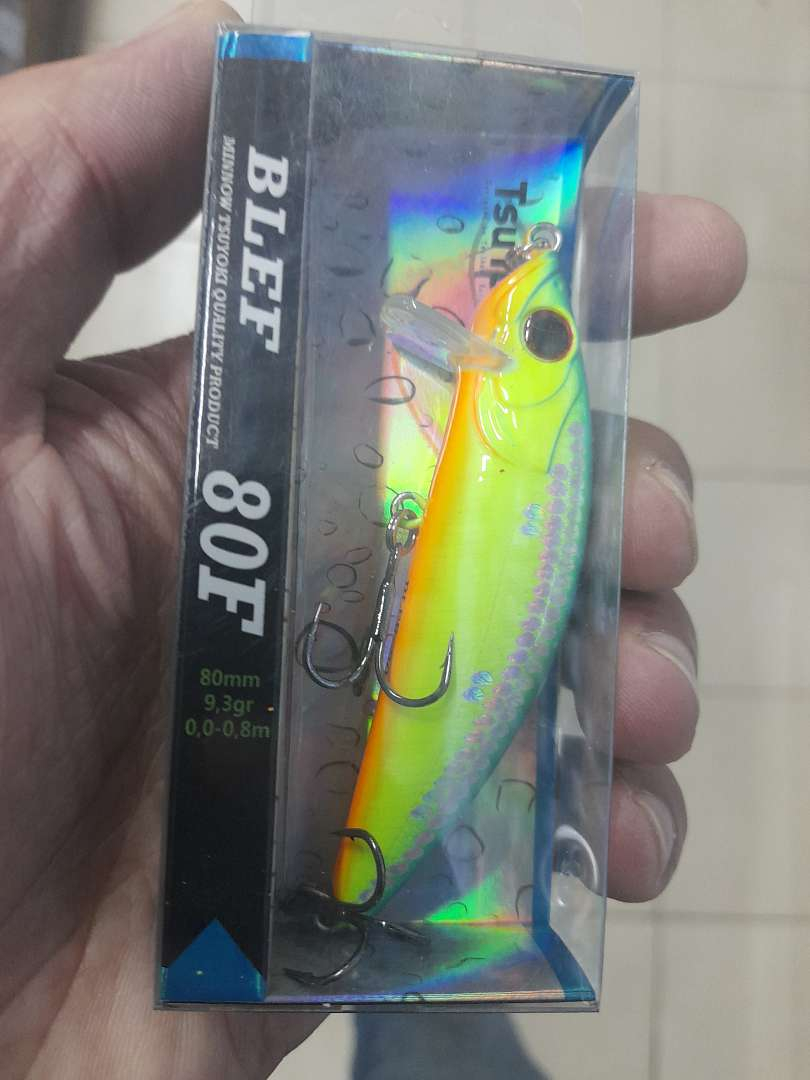 BLEF 80F
MINNOW TSUYOKI QUALITY PRODUCT
80mm
9,3gr
0,0-0,8m